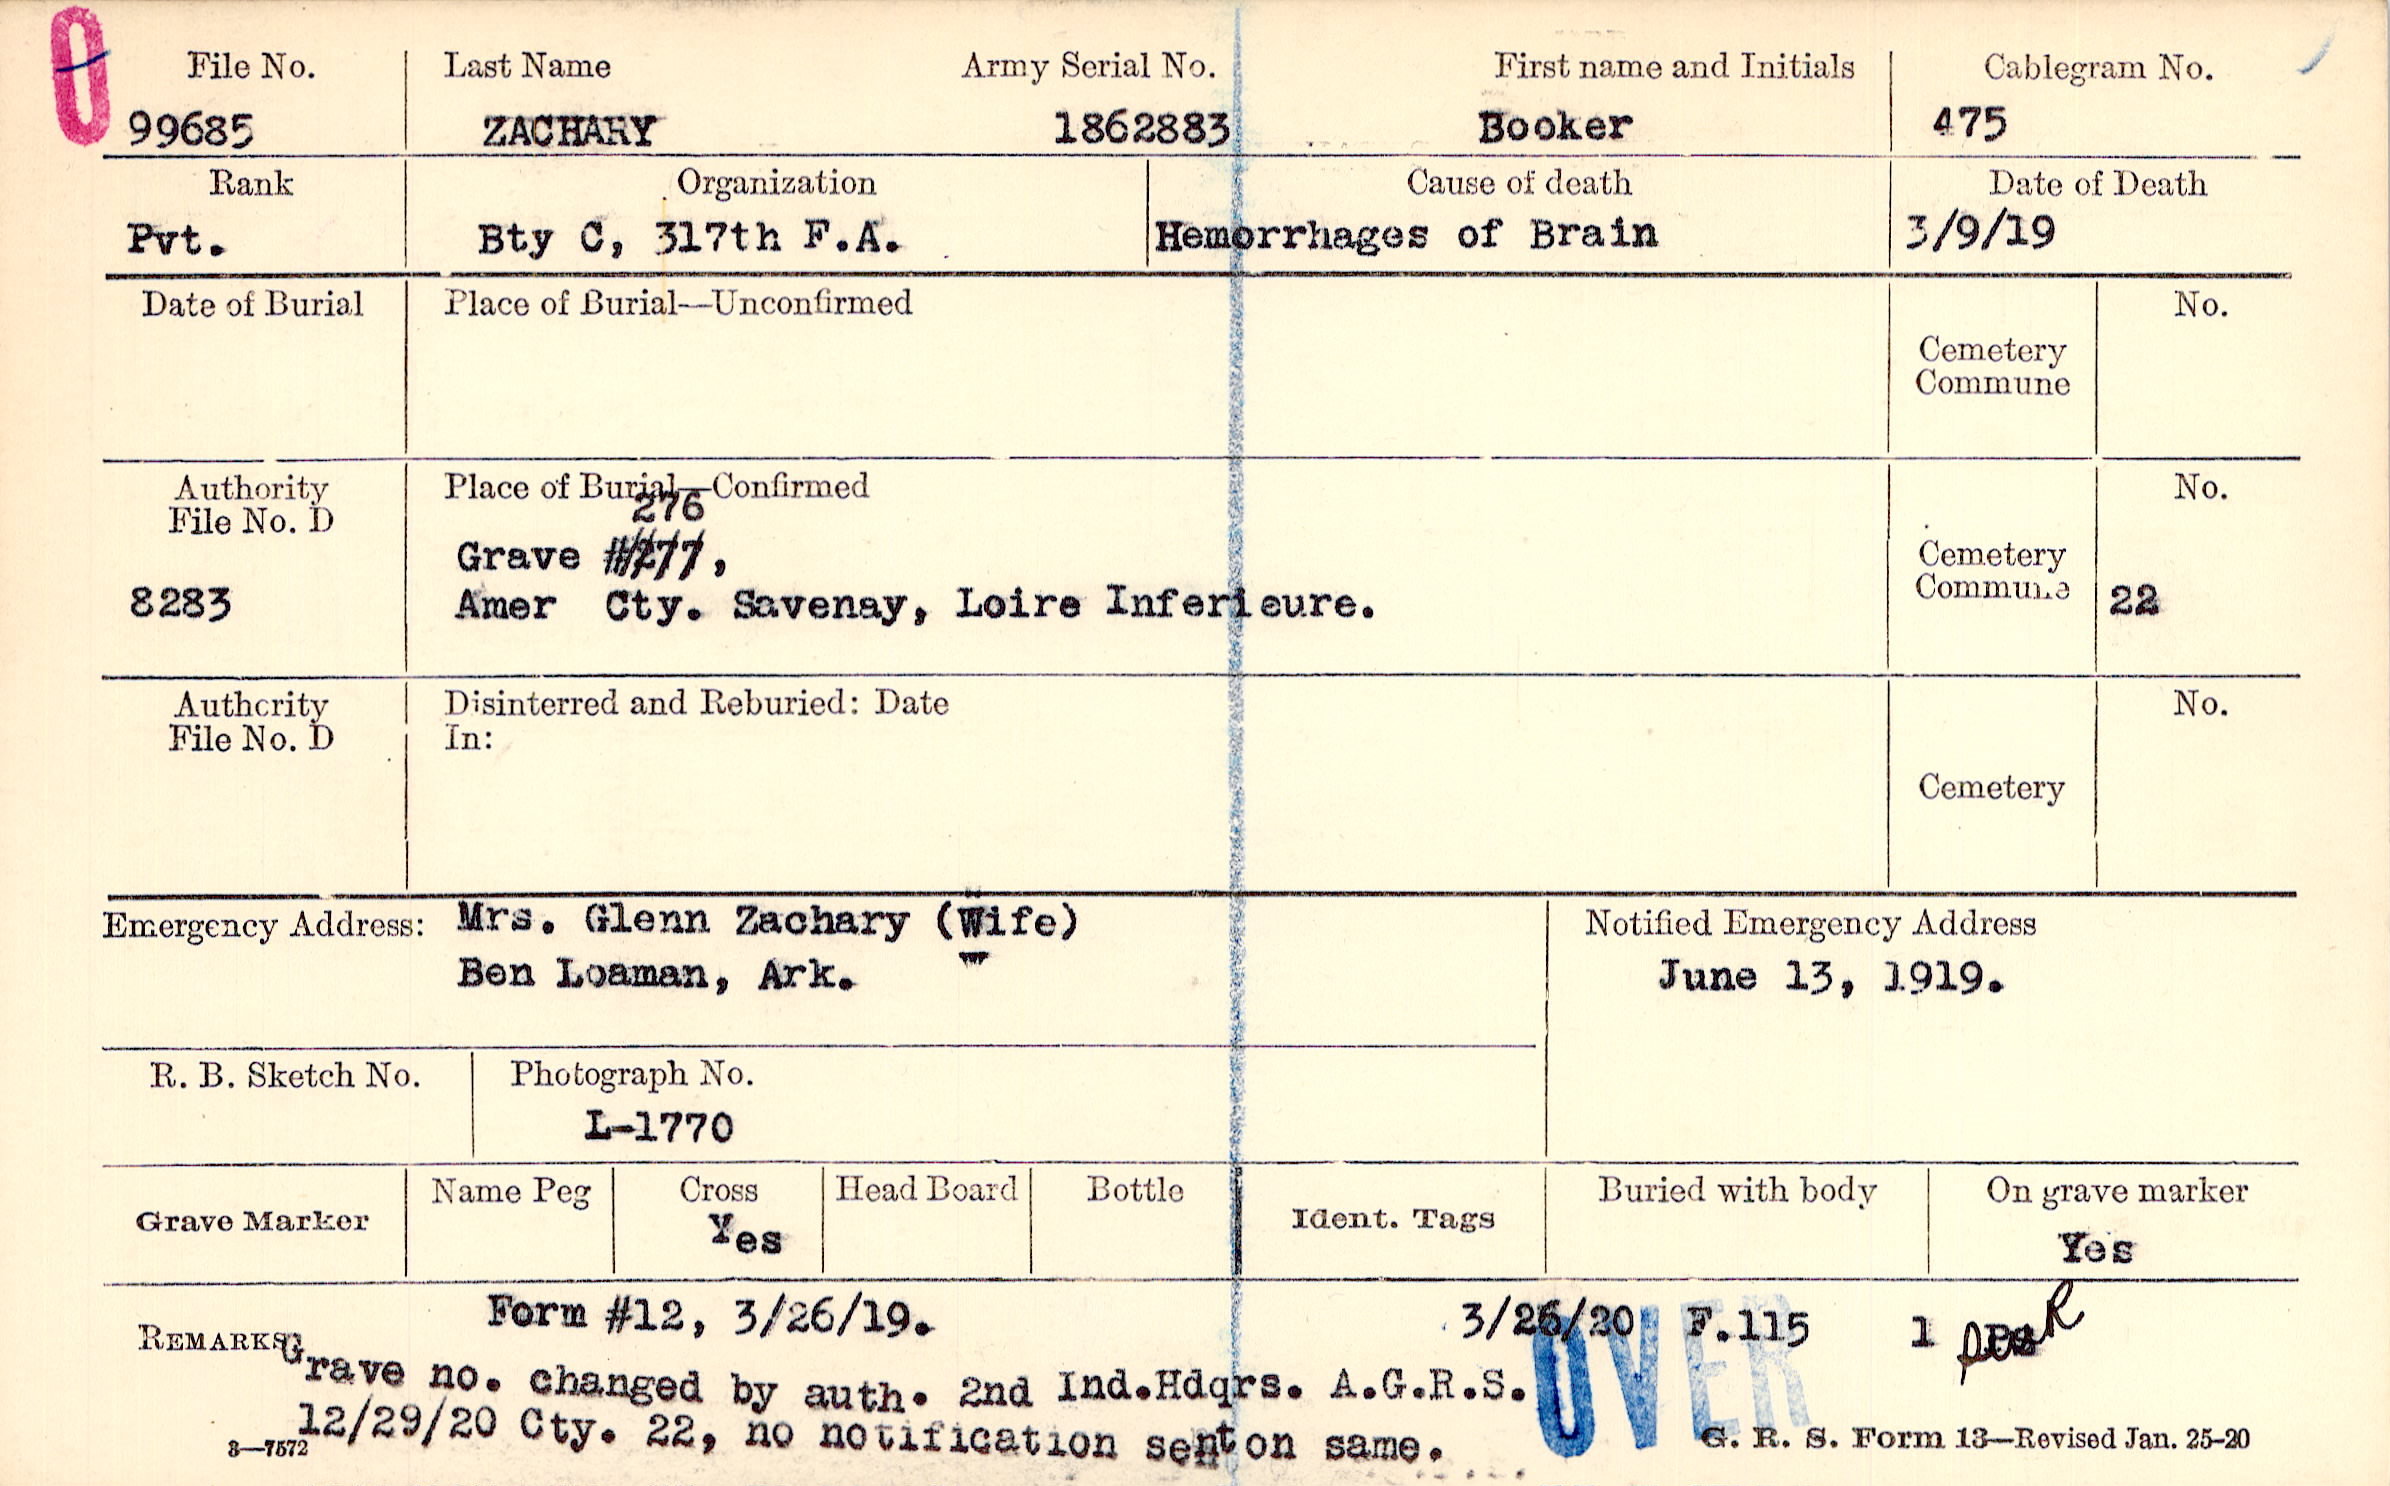 0
File No. Last Name Army Serial No. First name and Initials Cablegram No.
99685 ZACHARY 1862883 Booker 475
Rank Organization Cause of death Date of Death
Pvt. Bty C, 317th F.A. Hemorrhages of Brain 3/9/19
Date of Burial Place of Burial—Unconfirmed No.
Cemetery
Commune
Authority Place of Burial—Confirmed No.
File No. D 276
Grave #277, Cemetery
8283 Amer Cty. Savenay, Loire Inferieure. Commune 22
Authority Disinterred and Reburied: Date No.
File No. D In:
Cemetery
Emergency Address: Mrs. Glenn Zachary (Wife) Notified Emergency Address
Ben Loaman, Ark. June 13, 1919.
R. B. Sketch No. Photograph No.
L-1770
Grave Marker Name Peg Cross Head Board Bottle Ident. Tags Buried with body On grave marker
Yes Yes
Form #12, 3/26/19. 3/26/20 F.115 1
REMARKS Grave no. changed by auth. 2nd Ind.Hdqrs. A.G.R.S. OVER
12/29/20 Cty. 22, no notification sent on same.
3—7572 G. R. S. Form 13—Revised Jan. 25-20